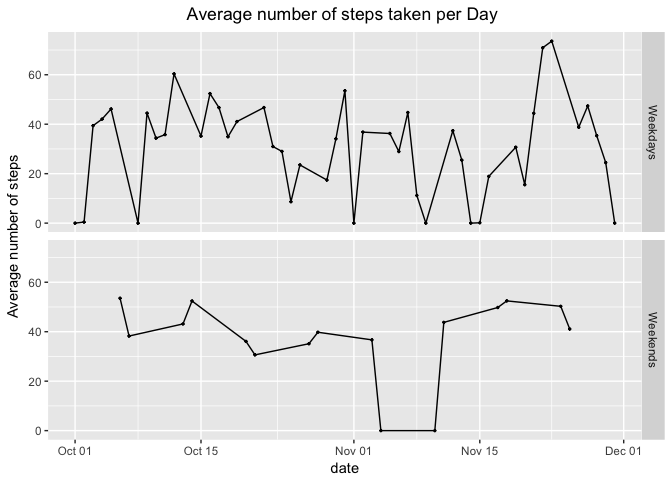 Average number of steps taken per Day
Average number of steps
60
40
20
0
Weekdays
60
40
20
0
Weekends
Oct 01 Oct 15 Nov 01 Nov 15 Dec 01
date